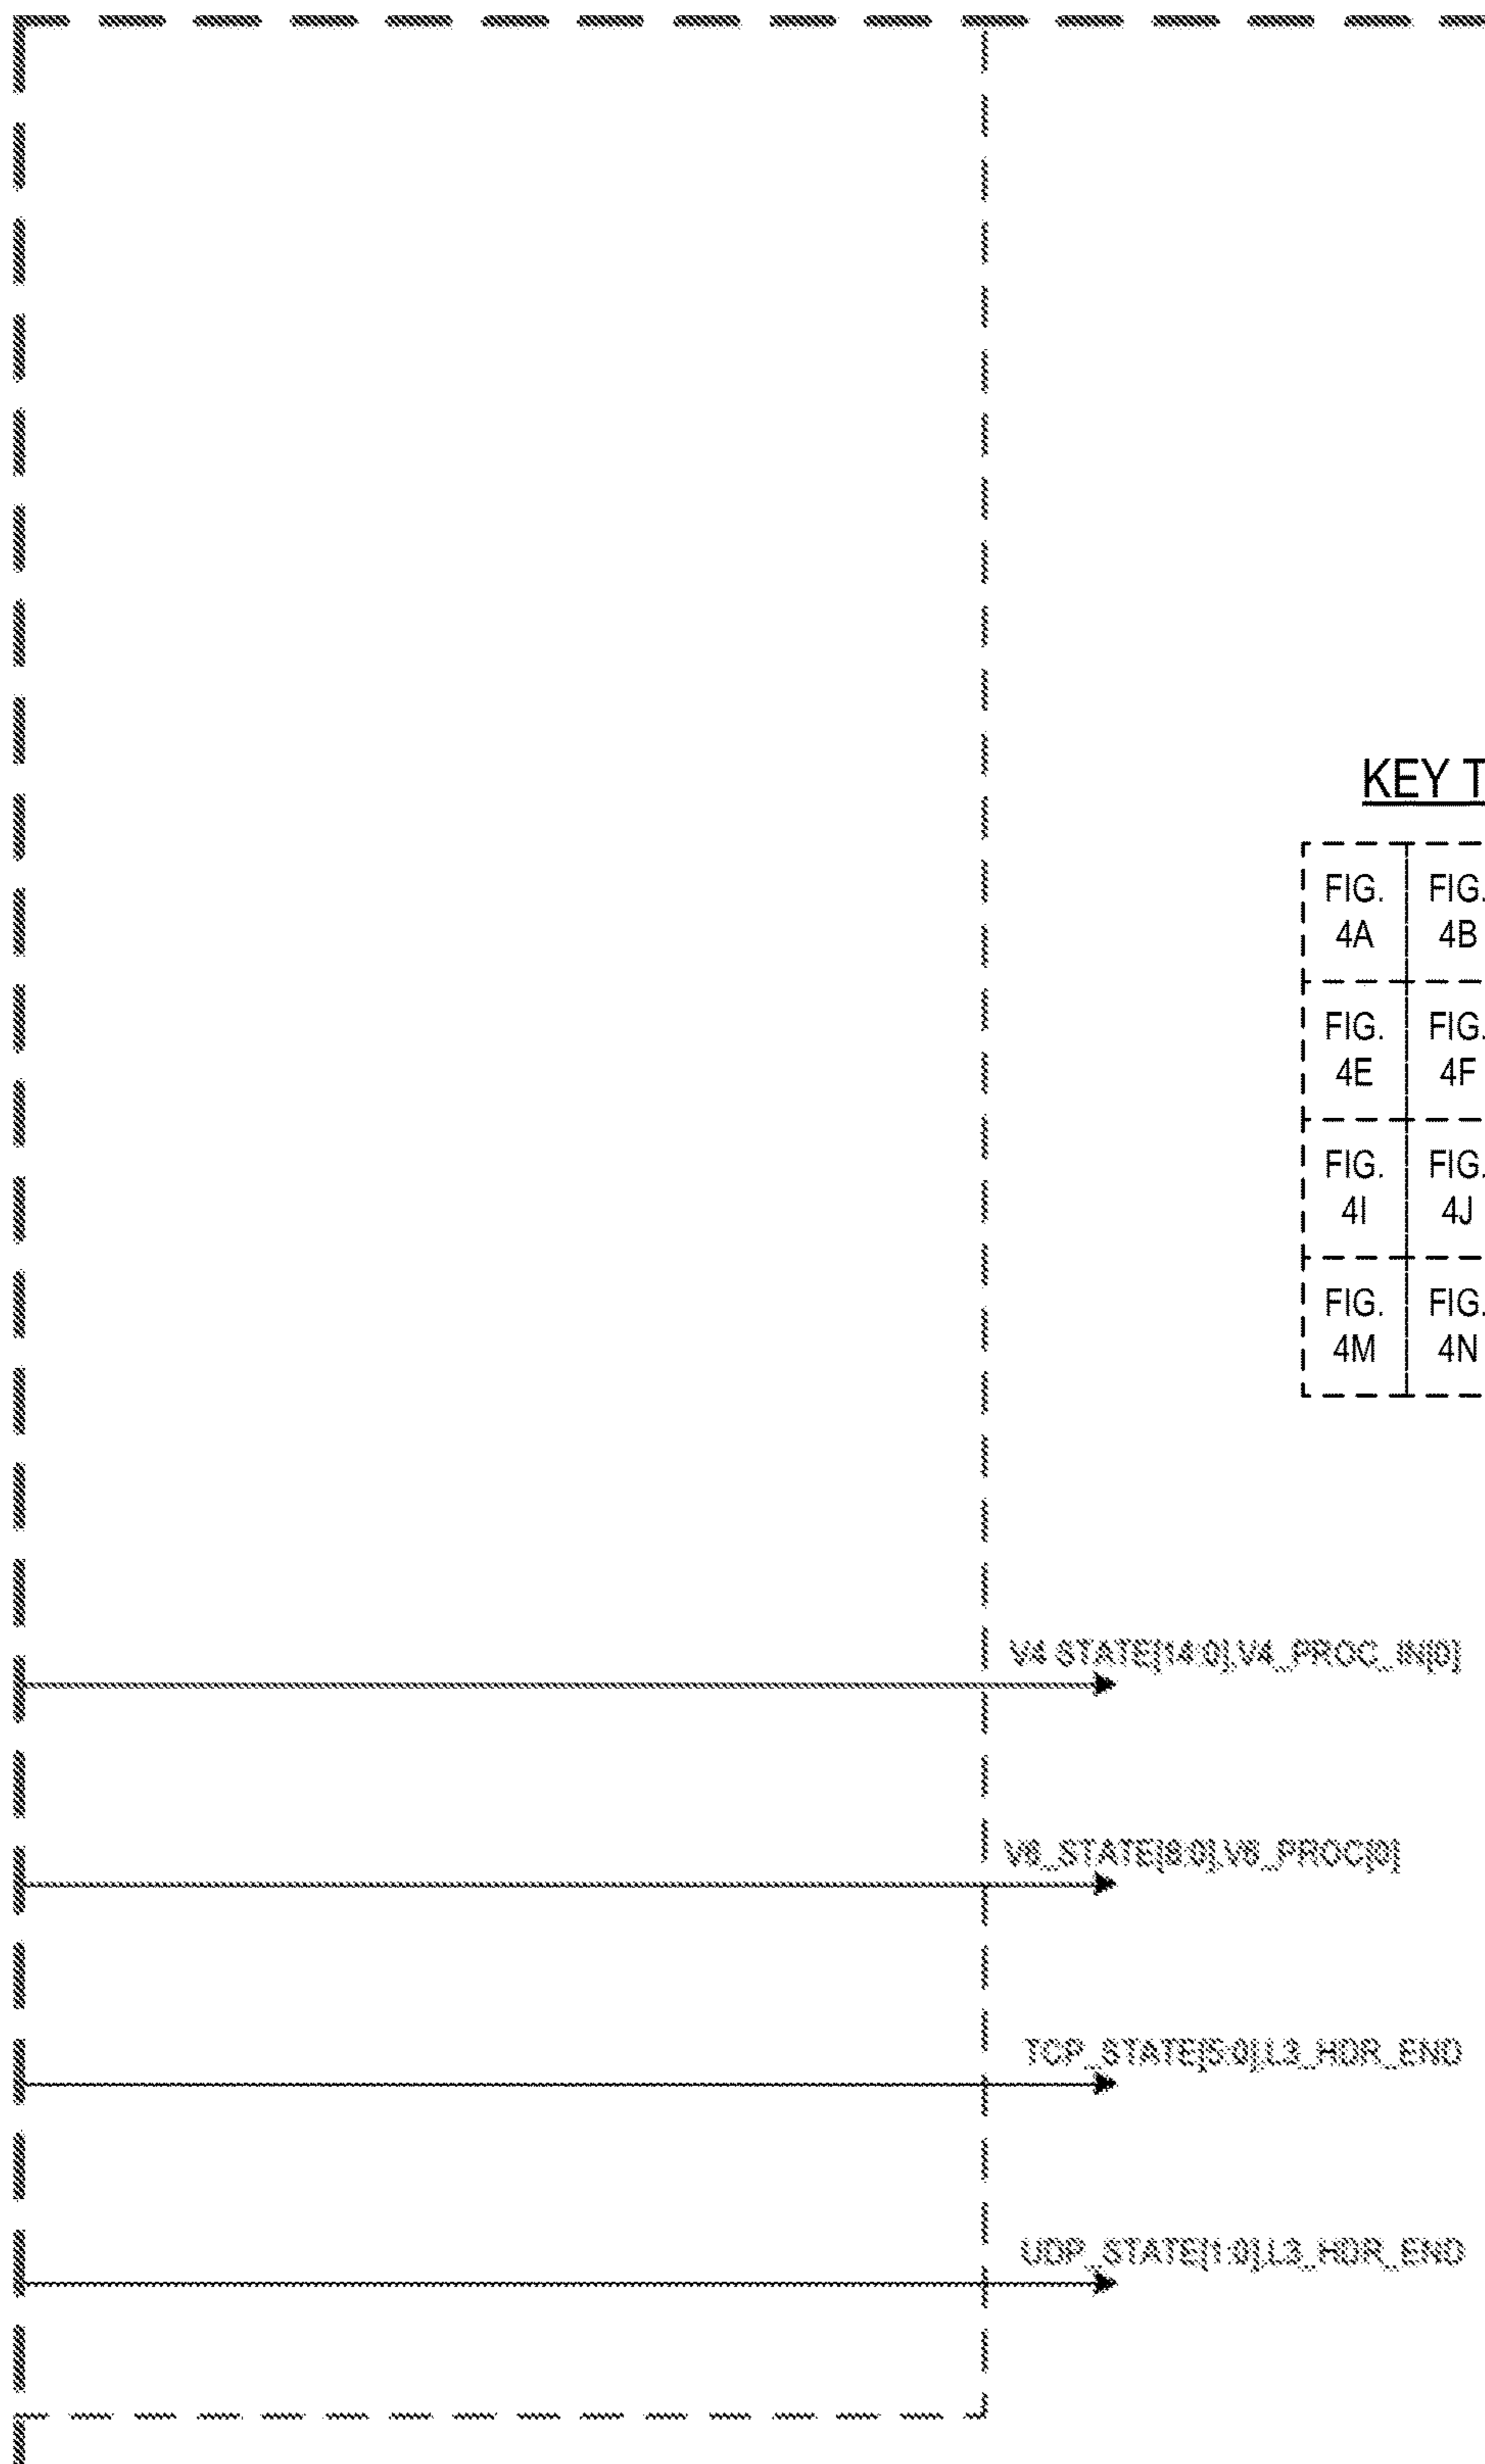 KEY T
FIG. FIG.
4A 4B
FIG. FIG.
4E 4F
FIG. FIG.
4I 4J
FIG. FIG.
4M 4N
V4 STATE[14:0],V4_PROC_IN[0]
V6_STATE[8:0],V6_PROC[0]
TCP_STATE[5:0],L3_HDR_END
UDP_STATE[1:0],L3_HDR_END